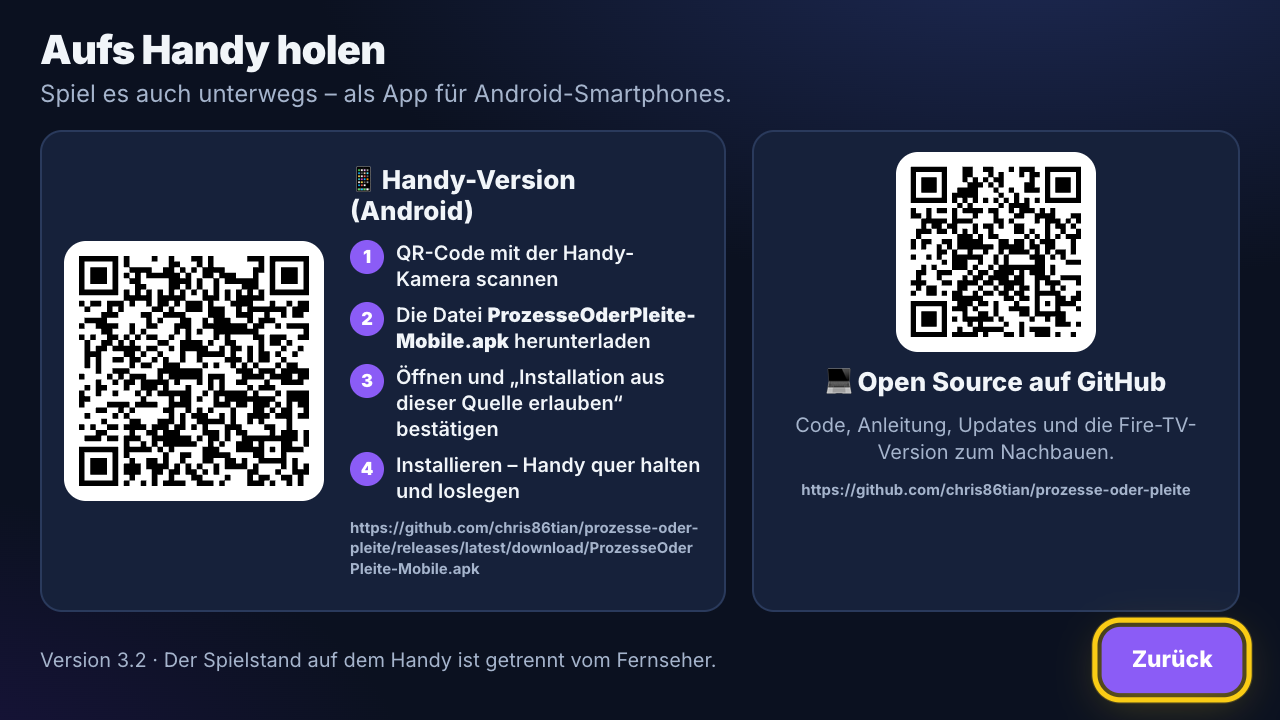 Aufs Handy holen
Spiel es auch unterwegs – als App für Android-Smartphones.
Handy-Version
(Android)
1 QR-Code mit der Handy-
Kamera scannen
2 Die Datei ProzesseOderPleite-
Mobile.apk herunterladen
3 Öffnen und „Installation aus
dieser Quelle erlauben“
bestätigen
4 Installieren – Handy quer halten
und loslegen
https://github.com/chris86tian/prozesse-oder-
pleite/releases/latest/download/ProzesseOder
Pleite-Mobile.apk
Open Source auf GitHub
Code, Anleitung, Updates und die Fire-TV-
Version zum Nachbauen.
https://github.com/chris86tian/prozesse-oder-pleite
Version 3.2 · Der Spielstand auf dem Handy ist getrennt vom Fernseher.
Zurück